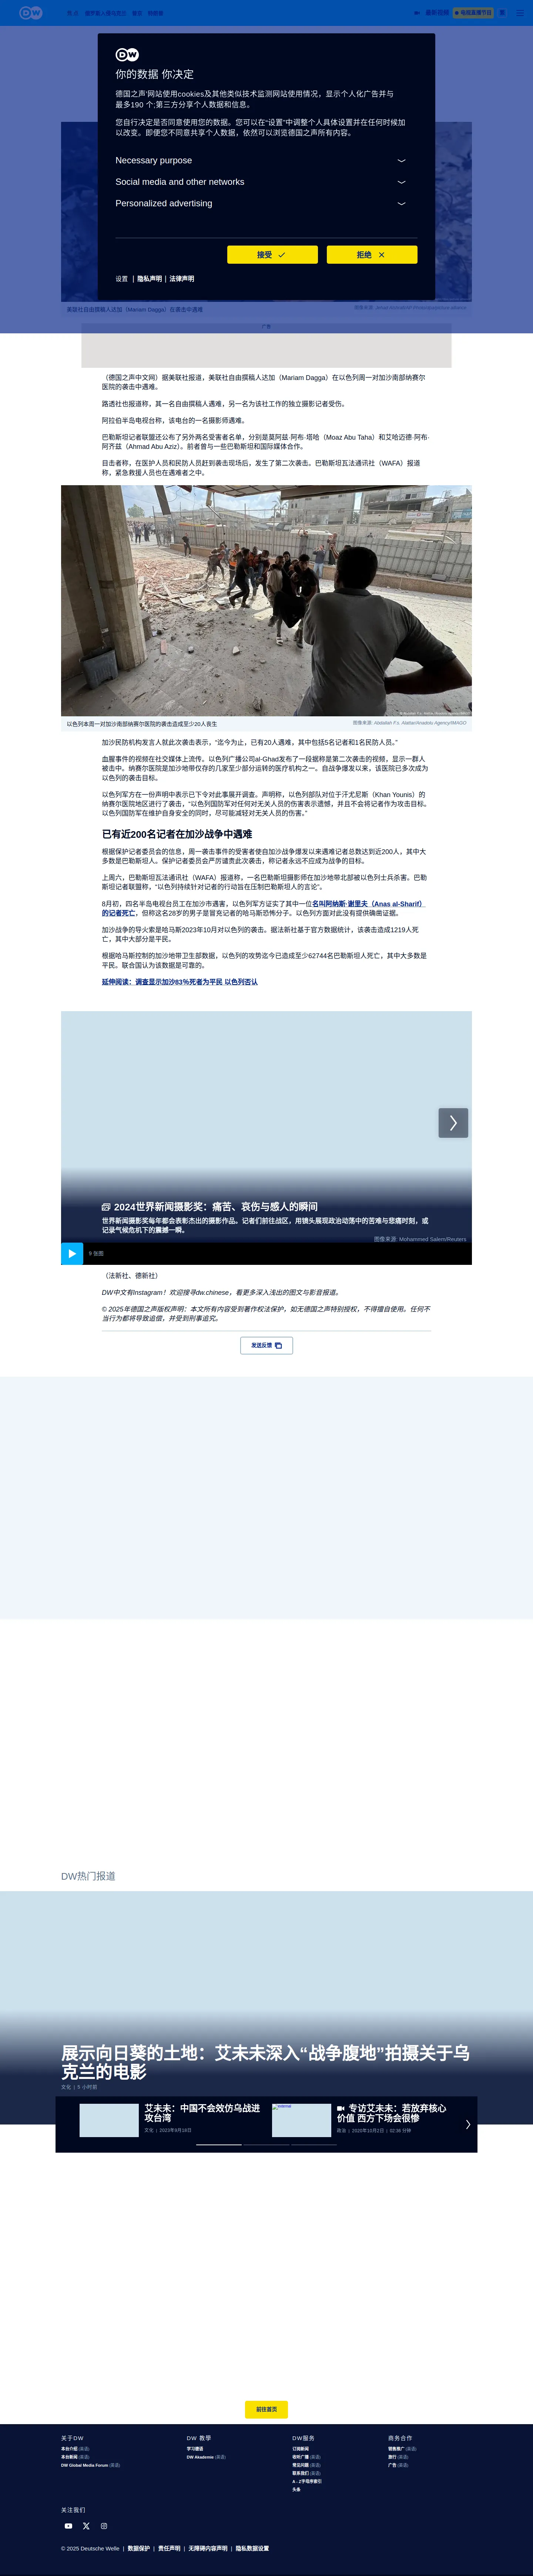 DW
你的数据 你决定
德国之声'网站使用cookies及其他类似技术监测网站使用情况，显示个人化广告并与
最多190 个;第三方分享个人数据和信息。
您自行决定是否同意使用您的数据。您可以在“设置”中调整个人具体设置并在任何时候加
以改变。即便您不同意共享个人数据，依然可以浏览德国之声所有内容。
Necessary purpose
Social media and other networks
Personalized advertising
接受
拒绝
设置 | 隐私声明 | 法律声明
美联社自由撰稿人达加（Mariam Dagga）在袭击中遇难
广告
（德国之声中文网）据美联社报道，美联社自由撰稿人达加（Mariam Dagga）在以色列周一对加沙南部纳赛尔
医院的袭击中遇难。
路透社也报道称，其一名自由撰稿人遇难，另一名为该社工作的独立摄影记者受伤。
阿拉伯半岛电视台称，该电台的一名摄影师遇难。
巴勒斯坦记者联盟还公布了另外两名受害者名单，分别是莫阿兹·阿布·塔哈（Moaz Abu Taha）和艾哈迈德·阿布·
阿齐兹（Ahmad Abu Aziz）。前者曾与一些巴勒斯坦和国际媒体合作。
目击者称，在医护人员和民防人员赶到袭击现场后，发生了第二次袭击。巴勒斯坦瓦法通讯社（WAFA）报道
称，紧急救援人员也在遇难者之中。
以色列本周一对加沙南部纳赛尔医院的袭击造成至少20人丧生
图像来源: Abdallah F.s. Alattar/Anadolu Agency/IMAGO
加沙民防机构发言人就此次袭击表示，“迄今为止，已有20人遇难，其中包括5名记者和1名民防人员。”
血腥事件的视频在社交媒体上流传。以色列广播公司al-Ghad发布了一段据称是第二次袭击的视频，显示一群人
被击中。纳赛尔医院是加沙地带仅存的几家至少部分运转的医疗机构之一。自战争爆发以来，该医院已多次成为
以色列的袭击目标。
以色列军方在一份声明中表示已下令对此事展开调查。声明称，以色列部队对位于汗尤尼斯（Khan Younis）的
纳赛尔医院地区进行了袭击，“以色列国防军对任何对无关人员的伤害表示遗憾，并且不会将记者作为攻击目标。
以色列国防军在维护自身安全的同时，尽可能减轻对无关人员的伤害。”
已有近200名记者在加沙战争中遇难
根据保护记者委员会的信息，周一袭击事件的受害者使自加沙战争爆发以来遇难记者总数达到近200人，其中大
多数是巴勒斯坦人。保护记者委员会严厉谴责此次袭击，称记者永远不应成为战争的目标。
上周六，巴勒斯坦瓦法通讯社（WAFA）报道称，一名巴勒斯坦摄影师在加沙地带北部被以色列士兵杀害。巴勒
斯坦记者联盟称，“以色列持续针对记者的行动旨在压制巴勒斯坦人的言论”。
8月初，四名半岛电视台员工在加沙市遇害，以色列军方证实了其中一位名叫阿纳斯·谢里夫（Anas al-Sharif）
的记者死亡，但称这名28岁的男子是冒充记者的哈马斯恐怖分子。以色列方面对此没有提供确凿证据。
加沙战争的导火索是哈马斯2023年10月对以色列的袭击。据法新社基于官方数据统计，该袭击造成1219人死
亡，其中大部分是平民。
根据哈马斯控制的加沙地带卫生部数据，以色列的攻势迄今已造成至少62744名巴勒斯坦人死亡，其中大多数是
平民。联合国认为该数据是可靠的。
延伸阅读：调查显示加沙83％死者为平民 以色列否认
2024世界新闻摄影奖：痛苦、哀伤与感人的瞬间
世界新闻摄影奖每年都会表彰杰出的摄影作品。记者们前往战区，用镜头展现政治动荡中的苦难与悲痛时刻，或
记录气候危机下的震撼一瞬。
图像来源: Mohammed Salem/Reuters
9 张图
（法新社、德新社）
DW中文有Instagram！欢迎搜寻dw.chinese，看更多深入浅出的图文与影音报道。
© 2025年德国之声版权声明：本文所有内容受到著作权法保护，如无德国之声特别授权，不得擅自使用。任何不
当行为都将导致追偿，并受到刑事追究。
发送反馈
DW热门报道
展示向日葵的土地：艾未未深入“战争腹地”拍摄关于乌
克兰的电影
文化 | 5 小时前
艾未未：中国不会效仿乌战进
攻台湾
文化 | 2023年9月18日
专访艾未未：若放弃核心
价值 西方下场会很惨
政治 | 2020年10月2日 | 02:36 分钟
前往首页
关于DW
本台介绍 (英语)
本台新闻 (英语)
DW Global Media Forum (英语)
DW 教學
学习德语
DW Akademie (英语)
DW服务
订阅新闻
收听广播 (英语)
常见问题 (英语)
联系我们 (英语)
A - Z字母序索引
头条
商务合作
销售推广 (英语)
旅行 (英语)
广告 (英语)
关注我们
© 2025 Deutsche Welle | 数据保护 | 责任声明 | 无障碍内容声明 | 隐私数据设置